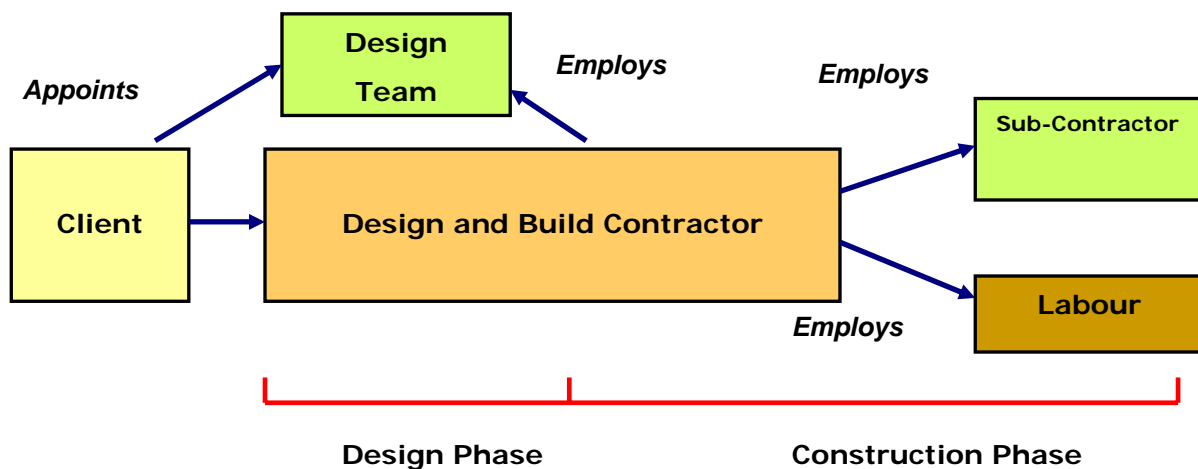 Design
Team
Employs
Employs
Appoints
Sub-Contractor
Client
Design and Build Contractor
Labour
Employs
Design Phase
Construction Phase